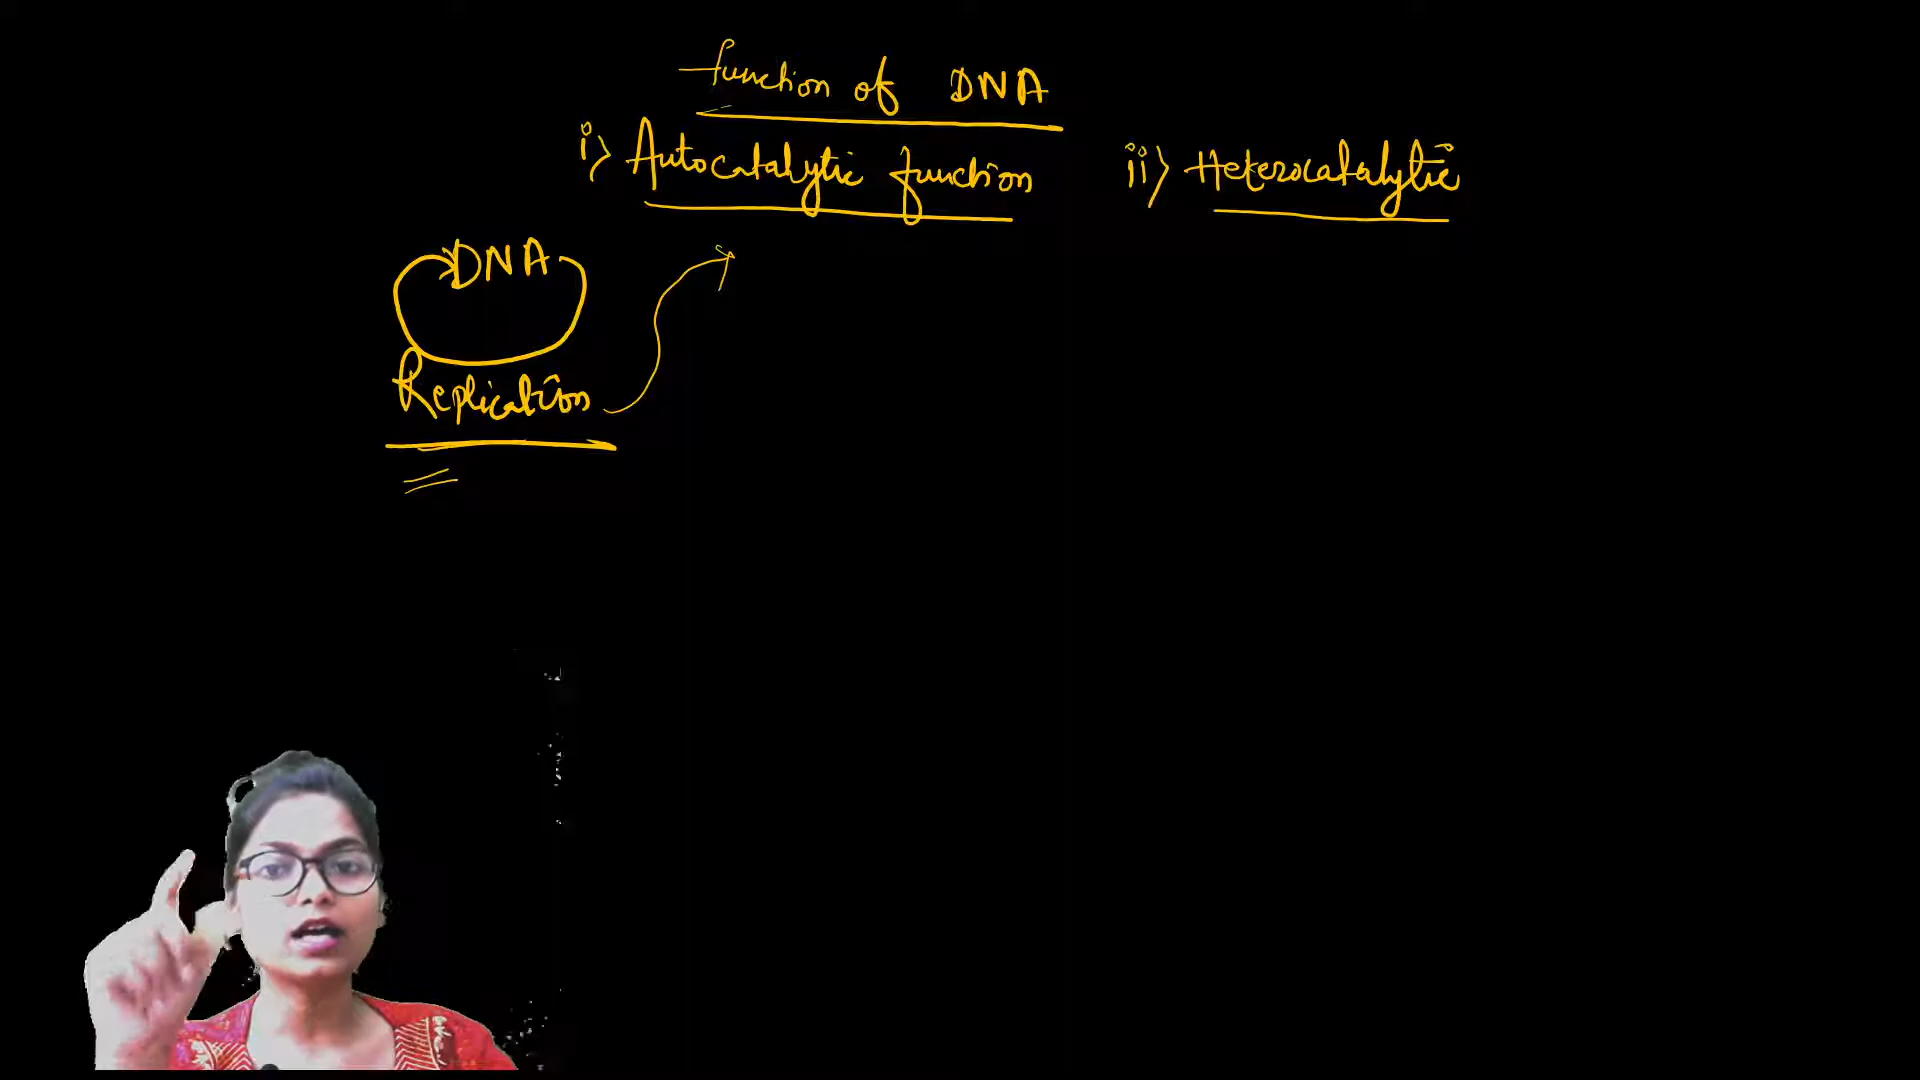 function of DNA
i) Autocatalytic function ii) Heterocatalytic
DNA
Replication